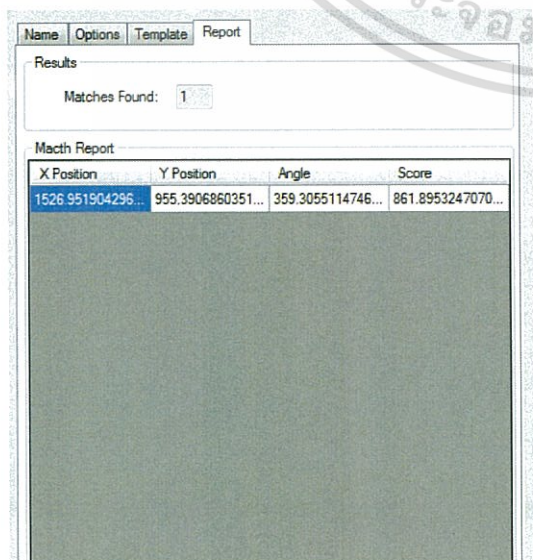 Name Options Template Report
Results
Matches Found: 1
Macth Report
X Position Y Position Angle Score
1526.951904296... 955.3906860351... 359.3055114746... 861.8953247070...